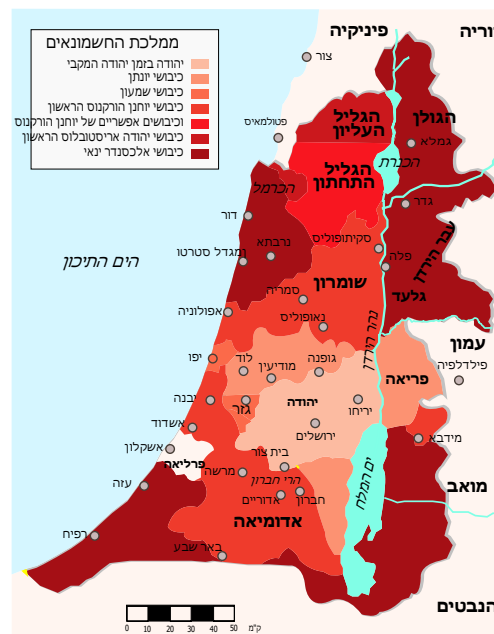 ממלכת החשמונאים
יהודה בזמן יהודה המקבי
כיבושי יונתן
כיבושי שמעון
כיבושי יוחנן הורקנוס הראשון
וכיבושים אפשריים של יוחנן הורקנוס
כיבושי יהודה אריסטובלוס הראשון
כיבושי אלכסנדר ינאי
פיניקיה
וריה
צור
הגליל
העליון
הגולן
פטולמאיס
גמלא
הכנרת
הגליל
התחתון
הכרמל
גדר
דור
עבר הירדן
סקיתופוליס
נרבתא
ומגדל סטרטו
פלה
הים התיכון
שומרון
גלעד
סמריה
נאופוליס
אפולוניה
נהר הירדן
עמון
יפו
לוד
מודיעין
גופנה
פריאה
פילדלפיה
יבנה
גזר
יהודה
יריחו
אשדוד
ירושלים
מידבא
אשקלון
בית צור
פרליאה
מרשה
הרי חברון
ים המלח
מואב
עזה
אדוריים
חברון
אדומיאה
רפיח
באר שבע
הנבטים
0 10 20 30 40 50 ק"מ